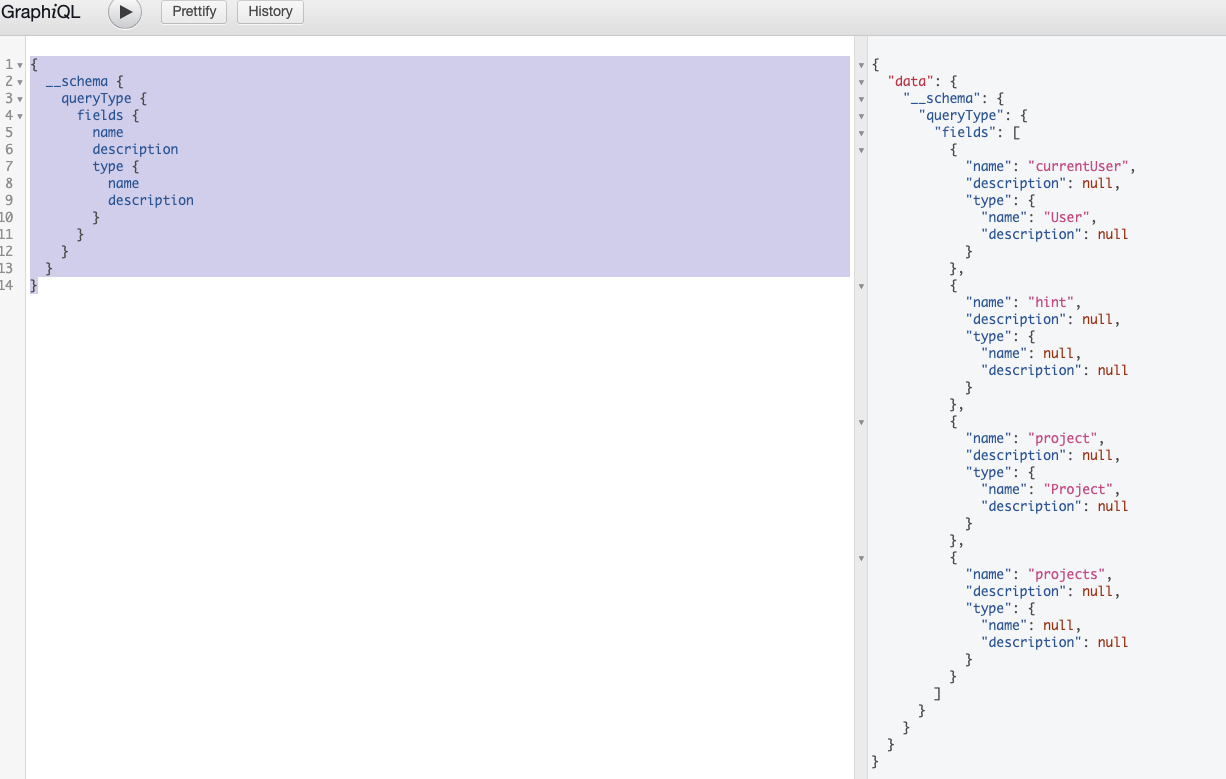 GraphiQL
Prettify
History
1 {
2 __schema {
3 queryType {
4 fields {
5 name
6 description
7 type {
8 name
9 description
10 }
11 }
12 }
13 }
14 }
{
"data": {
"__schema": {
"queryType": {
"fields": [
{
"name": "currentUser",
"description": null,
"type": {
"name": "User",
"description": null
}
},
{
"name": "hint",
"description": null,
"type": {
"name": null,
"description": null
}
},
{
"name": "project",
"description": null,
"type": {
"name": "Project",
"description": null
}
},
{
"name": "projects",
"description": null,
"type": {
"name": null,
"description": null
}
}
]
}
}
}
}